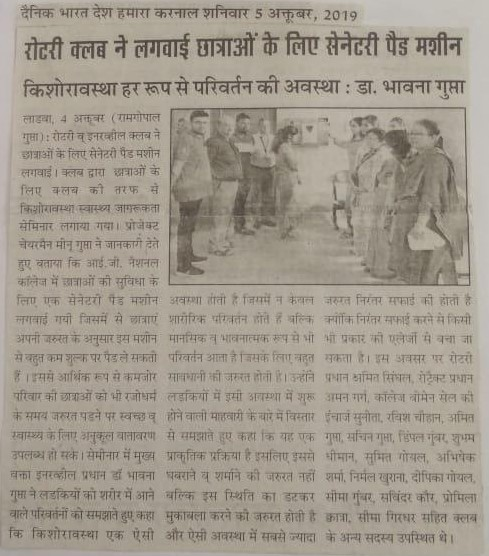 दैनिक भारत देश हमारा करनाल शनिवार 5 अक्तूबर, 2019
रोटरी क्लब ने लगवाई छात्राओं के लिए सेनेटरी पैड मशीन
किशोरावस्था हर रूप से परिवर्तन की अवस्था : डा. भावना गुप्ता
लाडवा, 4 अक्तूबर (रामगोपाल
गुप्ता): रोटरी व् इनरव्हील क्लब ने
छात्राओं के लिए सेनेटरी पैड मशीन
लगवाई। क्लब द्वारा छात्राओं के
लिए क्लब की तरफ से
किशोरावस्था स्वास्थ्य जागरूकता
सेमिनार लगाया गया। प्रोजेक्ट
चेयरमैन मीनू गुप्ता ने जानकारी देते
हुए बताया कि आई.जी. नैशनल
कॉलेज में छात्राओं की सुविधा के
लिए एक सेनेटरी पैड मशीन
लगवाई गयी जिसमें से छात्राएं
अपनी जरुरत के अनुसार इस मशीन
से बहुत कम शुल्क पर पैड ले सकती
हैं । इससे आर्थिक रूप से कमजोर
परिवार की छात्राओं को भी रजोधर्म
के समय जरुरत पडने पर स्वच्छ व्
स्वास्थ्य के लिए अनुकूल वातावरण
उपलब्ध हो सके। सेमीनार में मुख्य
वक्ता इनरव्हील प्रधान डॉ भावना
गुप्ता ने लडकियों को शरीर में आने
वाले परिवर्तनों को समझाते हुए कहा
कि किशोरावस्था एक ऐसी
अवस्था होती है जिसमें न केवल
शारीरिक परिवर्तन होते हैं बल्कि
मानसिक व् भावनात्मक रूप से भी
परिवर्तन आता है जिसके लिए बहुत
सावधानी की जरुरत होती है। उन्होंने
लडकियों में इसी अवस्था में शुरू
होने वाली माहवारी के बारे में विस्तार
से समझाते हुए कहा कि यह एक
प्राकृतिक प्रक्रिया है इसलिए इससे
घबराने व् शर्माने की जरुरत नहीं
बल्कि इस स्थिति का डटकर
मुकाबला करने की जरुरत होती है
और ऐसी अवस्था में सबसे ज्यादा
जरुरत निरंतर सफाई की होती है
क्योंकि निरंतर सफाई करने से किसी
भी प्रकार की एलेर्जी से बचा जा
सकता है। इस अवसर पर रोटरी
प्रधान अमित सिंघल, रोट्रैक्ट प्रधान
अमन गर्ग, कॉलेज वीमेन सेल की
इंचार्ज सुनीता, रविश चौहान, अमित
गुप्ता, सचिन गुप्ता, डिंपल गुंबर, शुभम
धीमान, सुमित गोयल, अभिषेक
शर्मा, निर्मल खुराना, दीपिका गोयल,
सीमा गुंबर, सविंदर कौर, प्रोमिला
क्वात्रा, सीमा गिरधर सहित क्लब
के अन्य सदस्य उपस्थित थे।